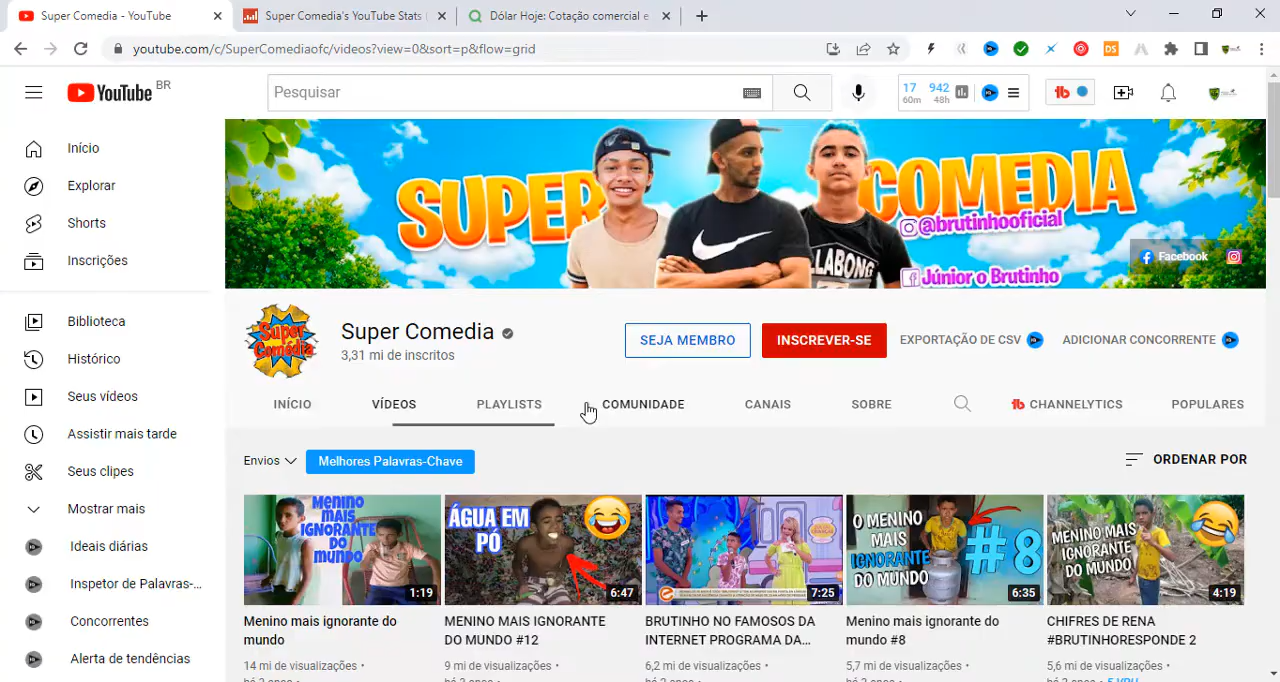 Super Comedia - YouTube
Super Comedia's YouTube Stats
Dólar Hoje: Cotação comercial e
youtube.com/c/SuperComediaofc/videos?view=0&sort=p&flow=grid
YouTube BR
Pesquisar
17 942
60m 48h
SUPER COMEDIA
@brutinhooficial
Júnior o Brutinho
LLABONG
Facebook
Início
Explorar
Shorts
Inscrições
Biblioteca
Histórico
Seus vídeos
Assistir mais tarde
Seus clipes
Mostrar mais
Ideais diárias
Inspetor de Palavras-...
Concorrentes
Alerta de tendências
Super Comédia
Super Comedia
3,31 mi de inscritos
SEJA MEMBRO
INSCREVER-SE
EXPORTAÇÃO DE CSV
ADICIONAR CONCORRENTE
INÍCIO VÍDEOS PLAYLISTS COMUNIDADE CANAIS SOBRE CHANNELYTICS POPULARES
Envios
Melhores Palavras-Chave
ORDENAR POR
MENINO
MAIS
IGNORANTE
DO
MUNDO
1:19
Menino mais ignorante do
mundo
14 mi de visualizações •
há 3 anos •
ÁGUA EM
PÓ
6:47
MENINO MAIS IGNORANTE
DO MUNDO #12
9 mi de visualizações •
7:25
BRUTINHO NO FAMOSOS DA
INTERNET PROGRAMA DA...
6,2 mi de visualizações •
O MENINO
MAIS
IGNORANTE
DO MUNDO
#8
6:35
Menino mais ignorante do
mundo #8
5,7 mi de visualizações •
MENINO MAIS
IGNORANTE
DO MUNDO
4:19
CHIFRES DE RENA
#BRUTINHORESPONDE 2
5,6 mi de visualizações •